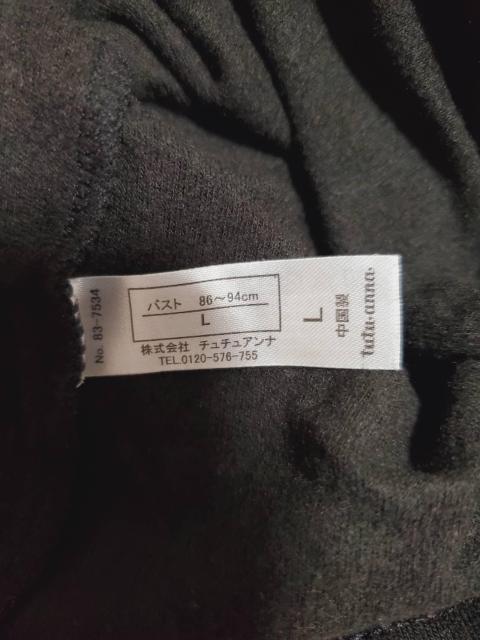 No. 83-7534
バスト 86～94cm
L
株式会社 チュチュアンナ
TEL.0120-576-755
L
中国製
tutu・anna・